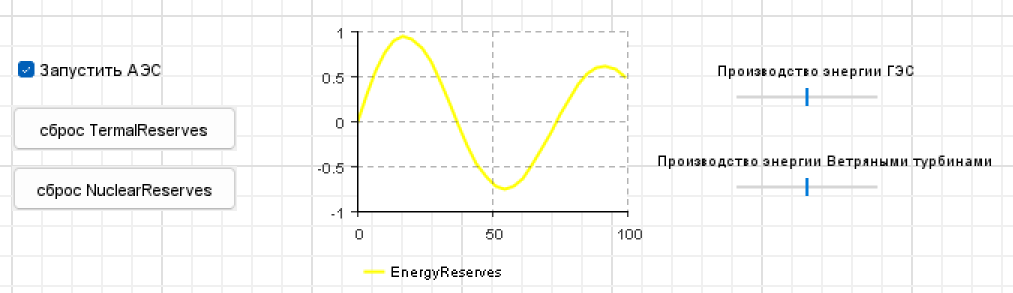 Запустить АЭС
сброс TermalReserves
сброс NuclearReserves
1
0.5
0
-0.5
-1
0 50 100
EnergyReserves
Производство энергии ГЭС
Производство энергии Ветряными турбинами